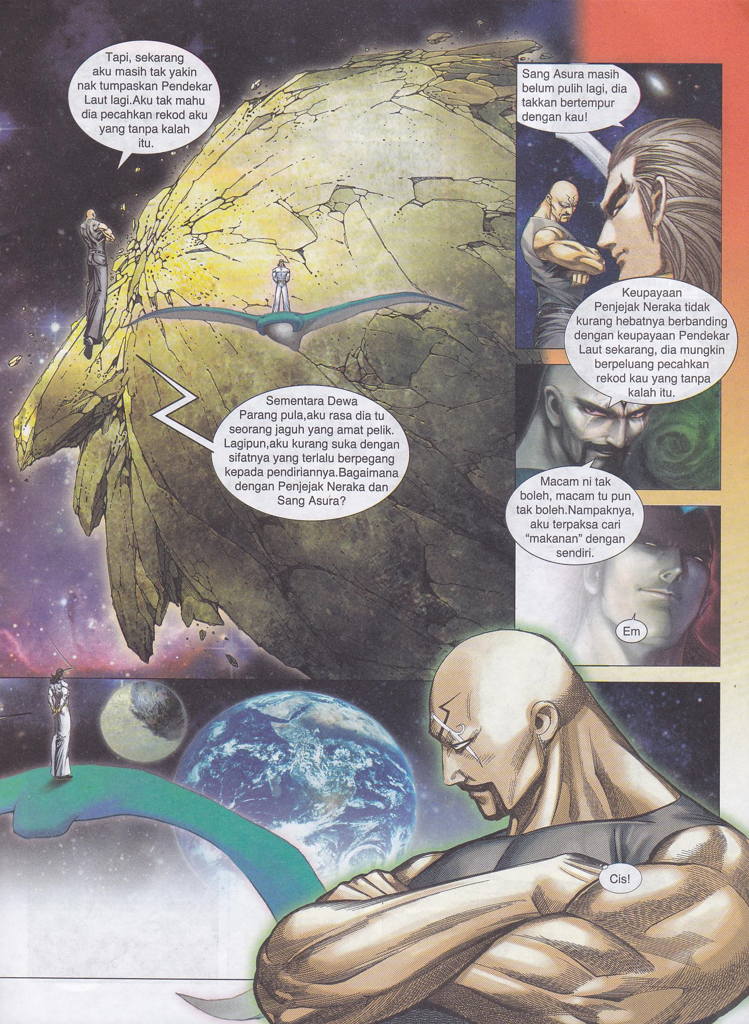 Tapi, sekarang
aku masih tak yakin
nak tumpaskan Pendekar
Laut lagi.Aku tak mahu
dia pecahkan rekod aku
yang tanpa kalah
itu.
Sementara Dewa
Parang pula,aku rasa dia tu
seorang jaguh yang amat pelik.
Lagipun,aku kurang suka dengan
sifatnya yang terlalu berpegang
kepada pendiriannya.Bagaimana
dengan Penjejak Neraka dan
Sang Asura?
Sang Asura masih
belum pulih lagi, dia
takkan bertempur
dengan kau!
Keupayaan
Penjejak Neraka tidak
kurang hebatnya berbanding
dengan keupayaan Pendekar
Laut sekarang, dia mungkin
berpeluang pecahkan
rekod kau yang tanpa
kalah itu.
Macam ni tak
boleh, macam tu pun
tak boleh.Nampaknya,
aku terpaksa cari
“makanan” dengan
sendiri.
Em
Cis!